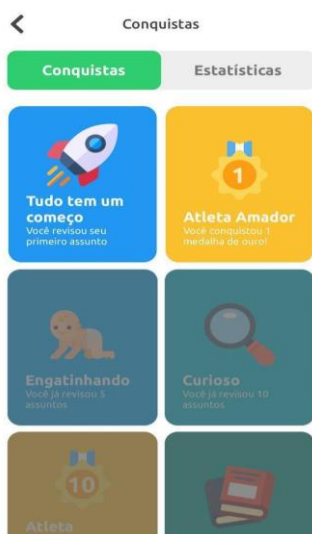 Conquistas
Conquistas
Estatísticas
Tudo tem um
começo
Você revisou seu
primeiro assunto
1
Atleta Amador
Você conquistou 1
medalha de ouro!
Engatinhando
Você já revisou 5
assuntos
Curioso
Você já revisou 10
assuntos
10
Atleta